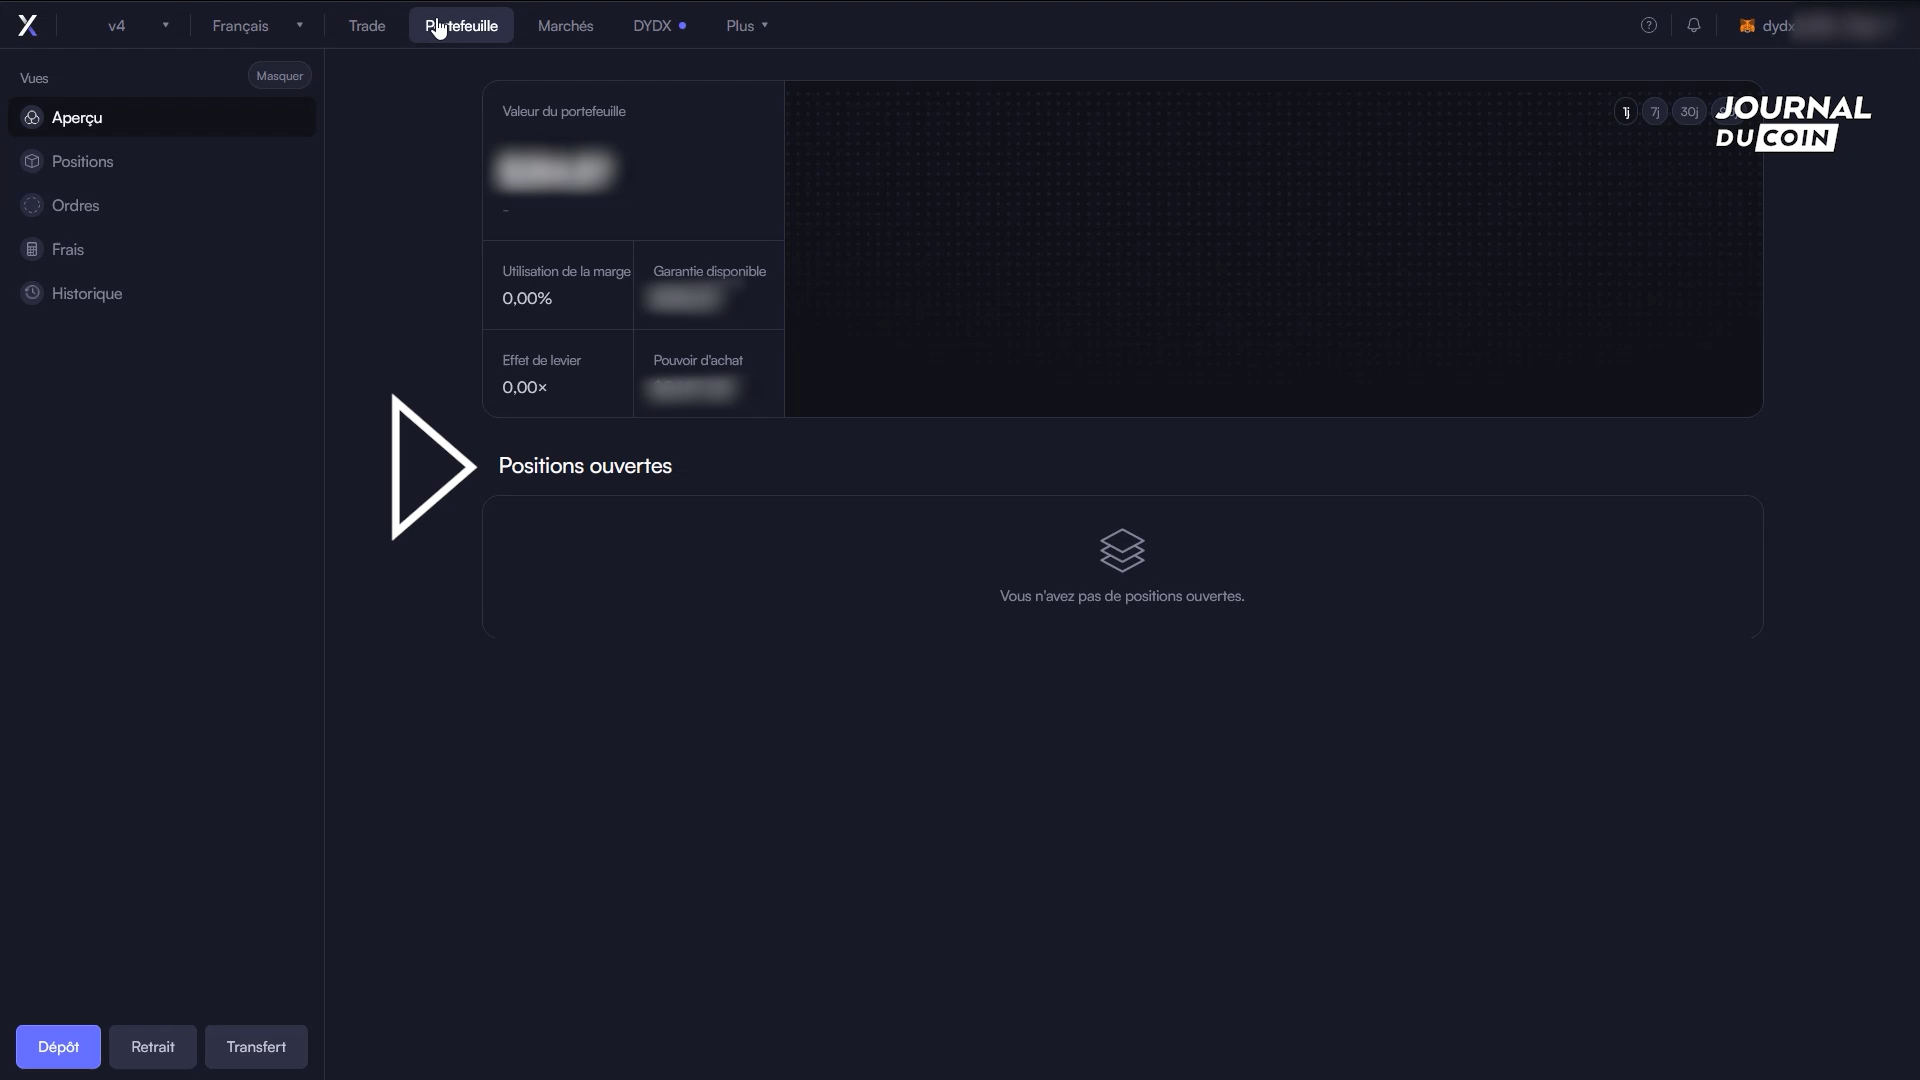 v4
Français
Trade
Portefeuille
Marchés
DYDX
Plus
dydx
Vues
Masquer
Aperçu
Positions
Ordres
Frais
Historique
Valeur du portefeuille
-
Utilisation de la marge
0,00%
Garantie disponible
Effet de levier
0,00×
Pouvoir d'achat
1j
7j
30j
JOURNAL
DU COIN
Positions ouvertes
Vous n'avez pas de positions ouvertes.
Dépôt
Retrait
Transfert